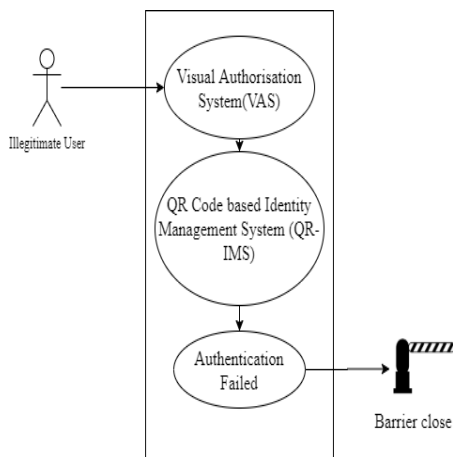 Visual Authorisation
System(VAS)
Illegitimate User
QR Code based Identity
Management System (QR-
IMS)
Authentication
Failed
Barrier close